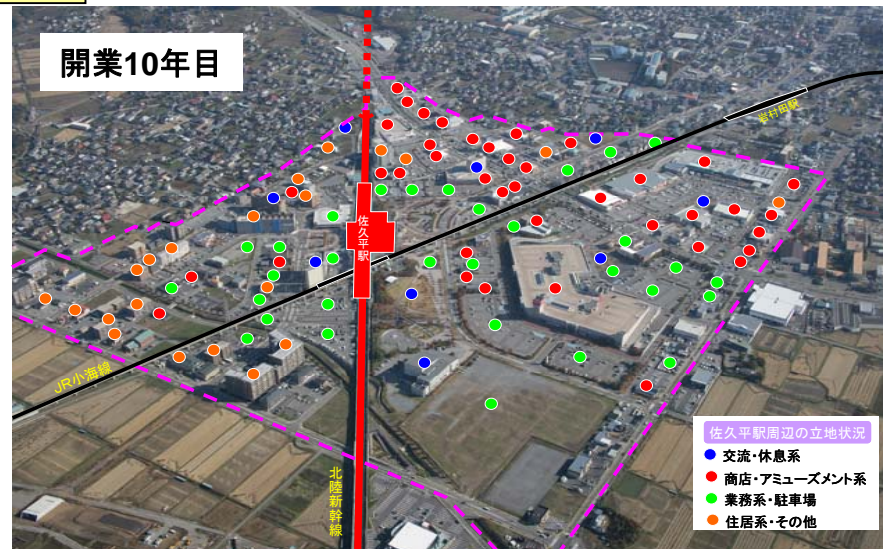 開業10年目
岩村田駅
佐久平駅
JR小海線
北陸新幹線
佐久平駅周辺の立地状況
交流・休息系
商店・アミューズメント系
業務系・駐車場
住居系・その他